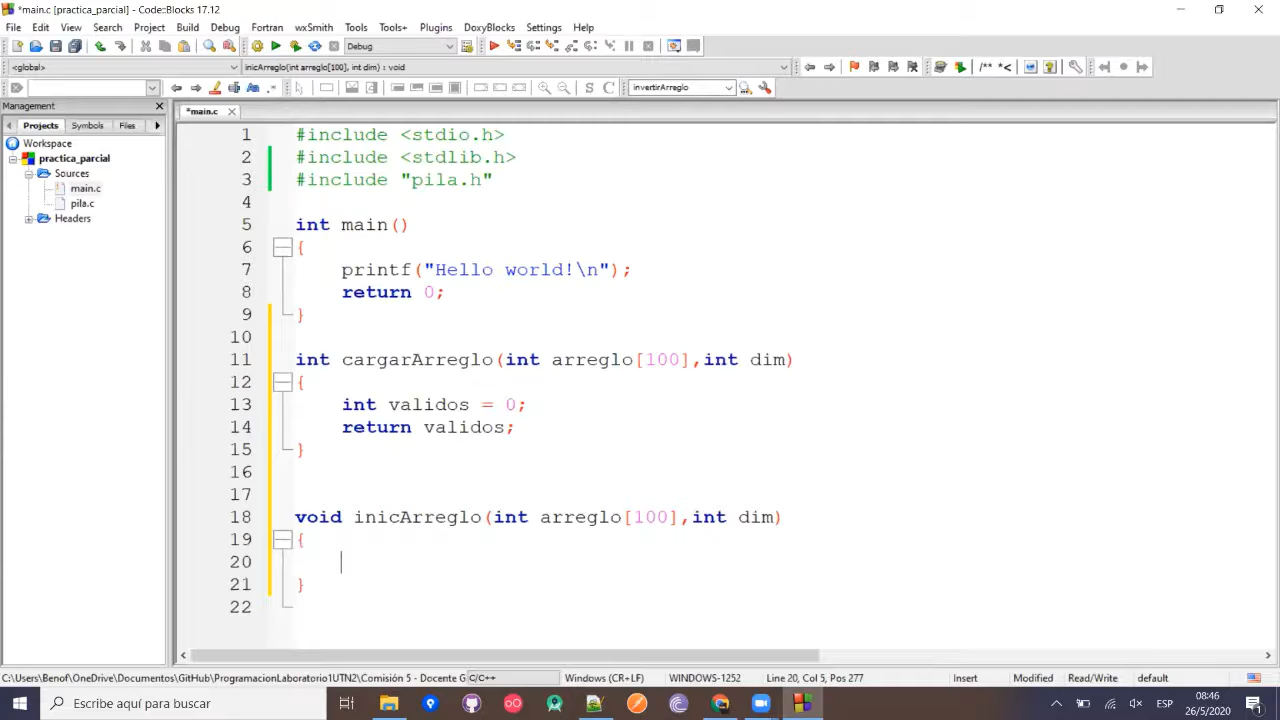 *main.c [practica_parcial] - Code::Blocks 17.12
File Edit View Search Project Build Debug Fortran wxSmith Tools Tools+ Plugins DoxyBlocks Settings Help
Debug
<global> inicArreglo(int arreglo[100], int dim) : void
/** *<
S C invertirArreglo
Management
*main.c
Projects Symbols Files
Workspace
practica_parcial
Sources
main.c
pila.c
Headers
1 #include <stdio.h>
2 #include <stdlib.h>
3 #include "pila.h"
4
5 int main()
6 {
7 printf("Hello world!\n");
8 return 0;
9 }
10
11 int cargarArreglo(int arreglo[100],int dim)
12 {
13 int validos = 0;
14 return validos;
15 }
16
17
18 void inicArreglo(int arreglo[100],int dim)
19 {
20
21 }
22
C:\Users\Benof\OneDrive\Documentos\GitHub\ProgramacionLaboratorio1UTN2\Comisión 5 - Docente G C/C++ Windows (CR+LF) WINDOWS-1252 Line 20, Col 5, Pos 277 Insert Modified Read/Write default
Escribe aquí para buscar
ESP
08:46
26/5/2020